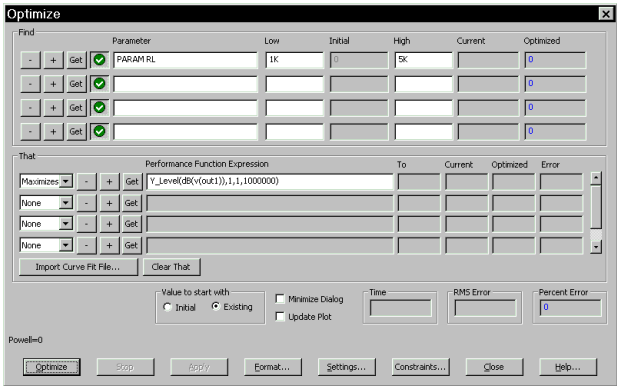 Optimize
Find
Parameter Low Initial High Current Optimized
- + Get PARAM RL 1K 0 5K 0
- + Get 0
- + Get 0
- + Get 0
That
Performance Function Expression To Current Optimized Error
Maximizes - + Get Y_Level(dB(v(out1)),1,1,1000000)
None - + Get
None - + Get
None - + Get
Import Curve Fit File... Clear That
Value to start with Time RMS Error Percent Error
Initial Existing Minimize Dialog 0
Update Plot
Powell=0
Optimize Stop Apply Format... Settings... Constraints... Close Help...